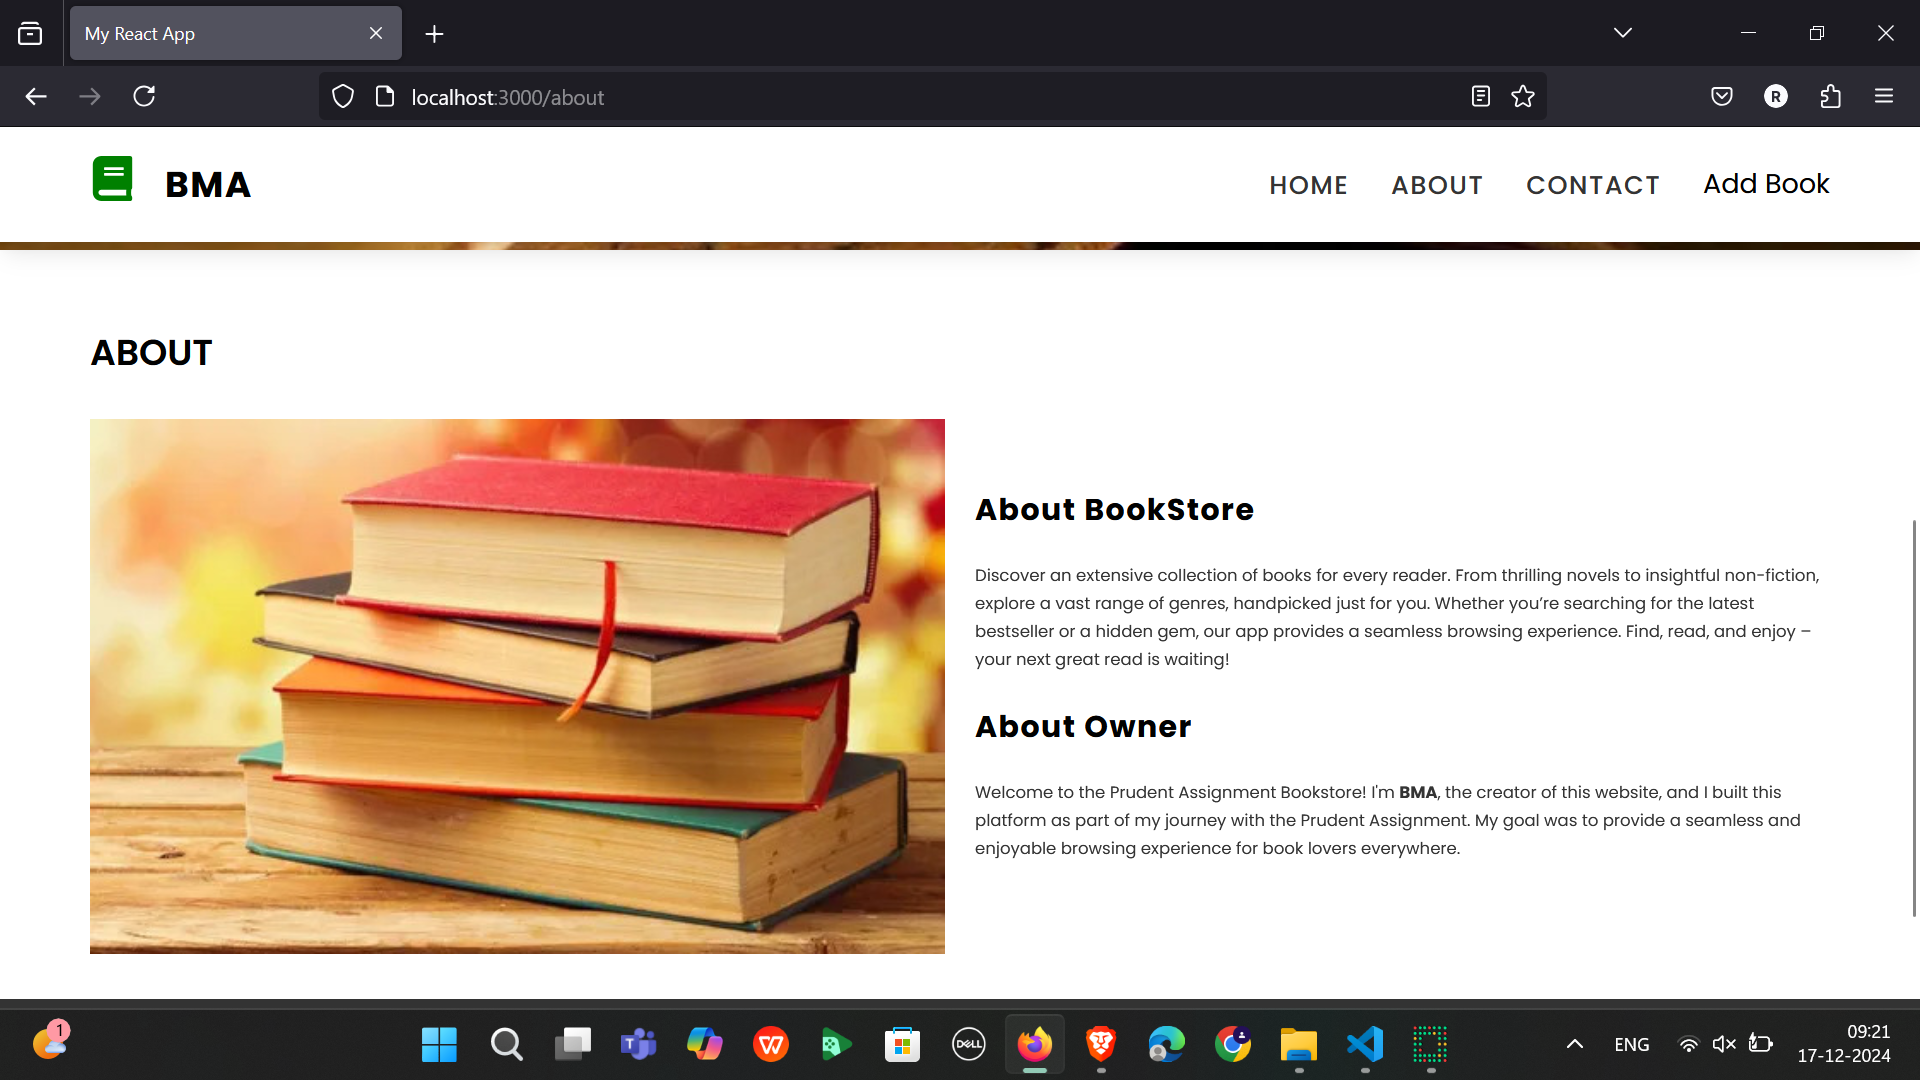 My React App
localhost:3000/about
R
BMA
HOME
ABOUT
CONTACT
Add Book
ABOUT
About BookStore
Discover an extensive collection of books for every reader. From thrilling novels to insightful non-fiction,
explore a vast range of genres, handpicked just for you. Whether you’re searching for the latest
bestseller or a hidden gem, our app provides a seamless browsing experience. Find, read, and enjoy –
your next great read is waiting!
About Owner
Welcome to the Prudent Assignment Bookstore! I'm BMA, the creator of this website, and I built this
platform as part of my journey with the Prudent Assignment. My goal was to provide a seamless and
enjoyable browsing experience for book lovers everywhere.
1
T
W
DELL
ENG
09:21
17-12-2024